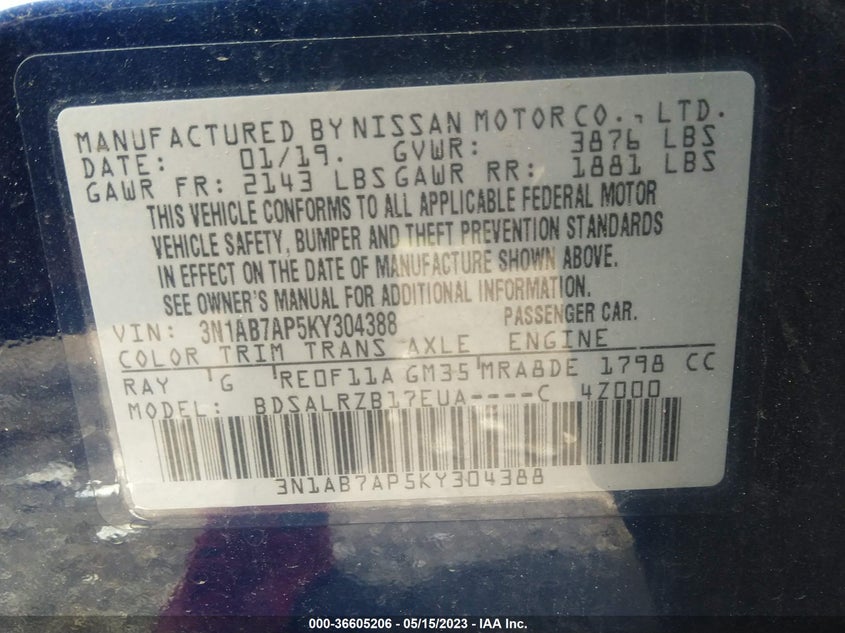 MANUFACTURED BY NISSAN MOTOR CO., LTD.
DATE: 01/19. GVWR: 3876 LBS
GAWR FR: 2143 LBS GAWR RR: 1881 LBS
THIS VEHICLE CONFORMS TO ALL APPLICABLE FEDERAL MOTOR
VEHICLE SAFETY, BUMPER AND THEFT PREVENTION STANDARDS
IN EFFECT ON THE DATE OF MANUFACTURE SHOWN ABOVE.
SEE OWNER'S MANUAL FOR ADDITIONAL INFORMATION.
VIN: 3N1AB7AP5KY304388 PASSENGER CAR.
COLOR TRIM TRANS AXLE ENGINE
RAY G RE0F11A GM35 MRA8DE 1798 CC
MODEL: BDSALRZB17EUA----C 4Z000
3N1AB7AP5KY304388
000-36605206 - 05/15/2023 - IAA Inc.